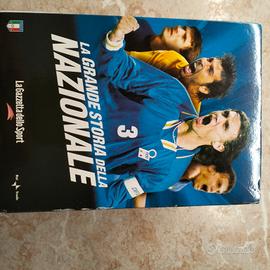 La Gazzetta dello Sport
LA GRANDE STORIA DELLA
NAZIONALE
3